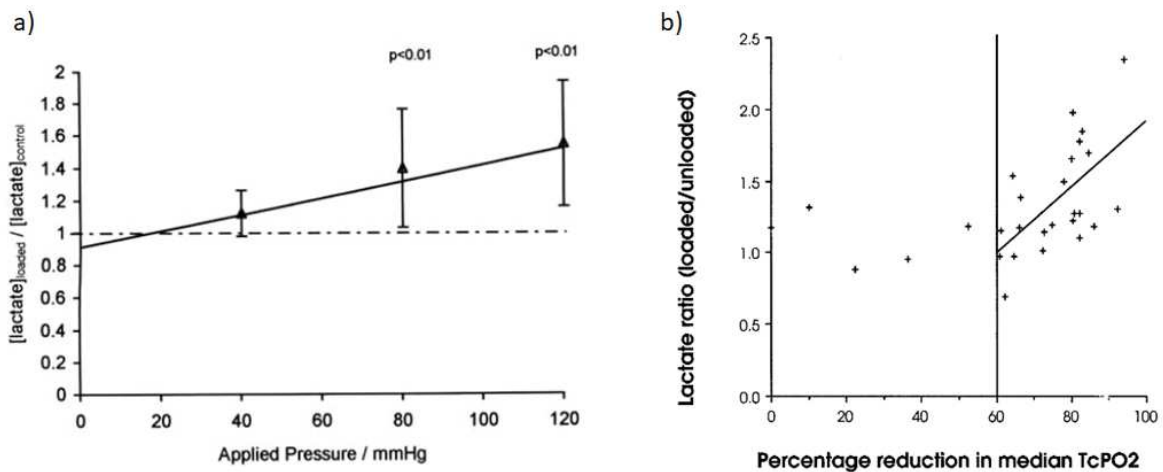 a)
p<0.01
p<0.01
2
1.8
1.6
1.4
1.2
1
0.8
0.6
0.4
0.2
0
[lactate]loaded / [lactate]control
0 20 40 60 80 100 120
Applied Pressure / mmHg
b)
2.5
2.0
1.5
1.0
0.5
0.0
Lactate ratio (loaded/unloaded)
0 20 40 60 80 100
Percentage reduction in median TcPO2